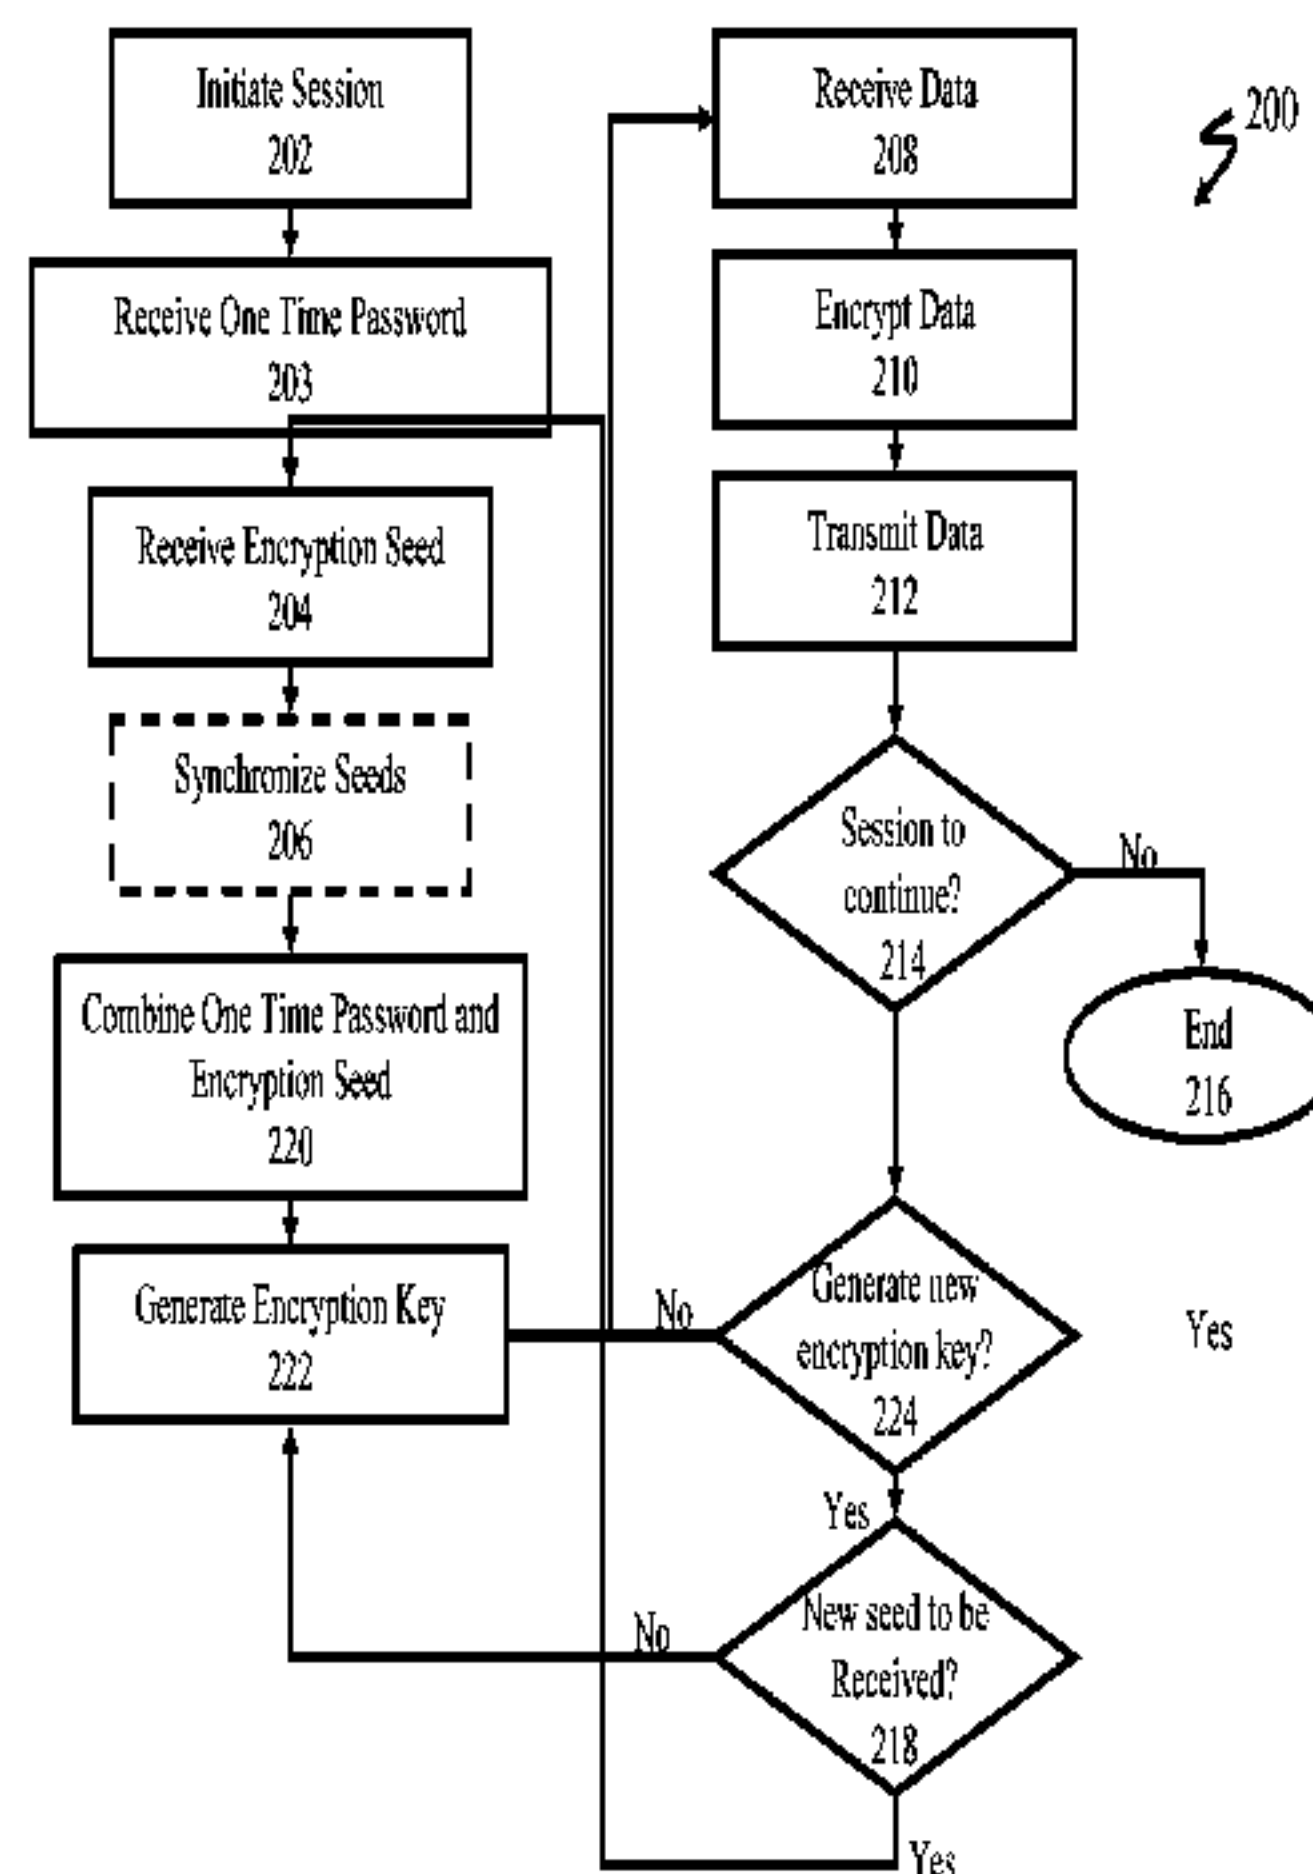 Initiate Session
202
Receive One Time Password
203
Receive Encryption Seed
204
Synchronize Seeds
206
Combine One Time Password and
Encryption Seed
220
Generate Encryption Key
222
Receive Data
208
Encrypt Data
210
Transmit Data
212
Session to
continue?
214
No
End
216
Generate new
encryption key?
224
No
Yes
Yes
New seed to be
Received?
218
No
Yes
200